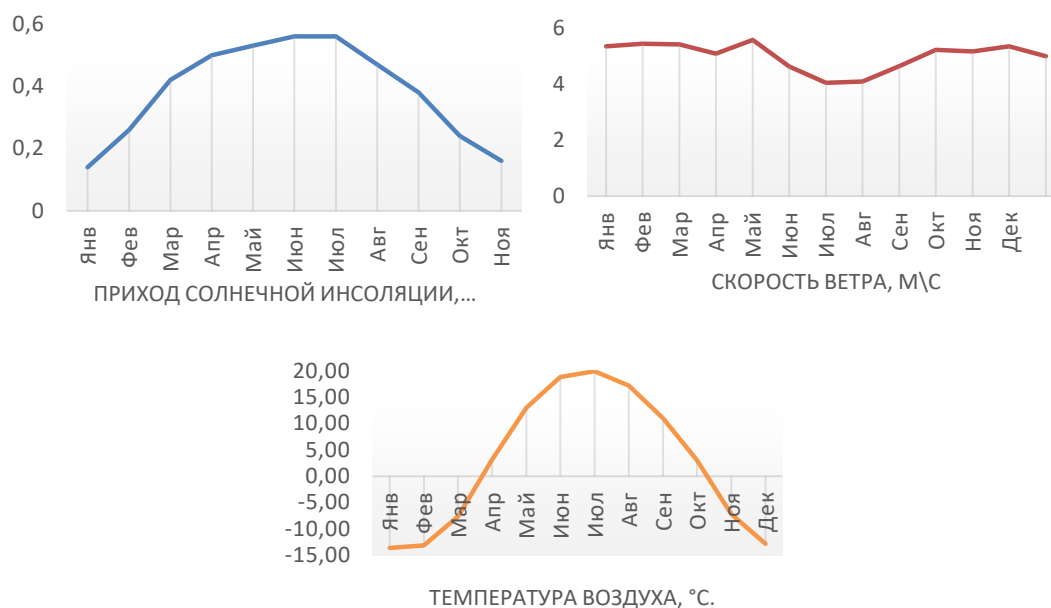 0,6
0,4
0,2
0
Янв
Фев
Мар
Апр
Май
Июн
Июл
Авг
Сен
Окт
Ноя
ПРИХОД СОЛНЕЧНОЙ ИНСОЛЯЦИИ,...
6
4
2
0
Янв
Фев
Мар
Апр
Май
Июн
Июл
Авг
Сен
Окт
Ноя
Дек
СКОРОСТЬ ВЕТРА, М\С
20,00
15,00
10,00
5,00
0,00
-5,00
-10,00
-15,00
Янв
Фев
Мар
Апр
Май
Июн
Июл
Авг
Сен
Окт
Ноя
Дек
ТЕМПЕРАТУРА ВОЗДУХА, °С.